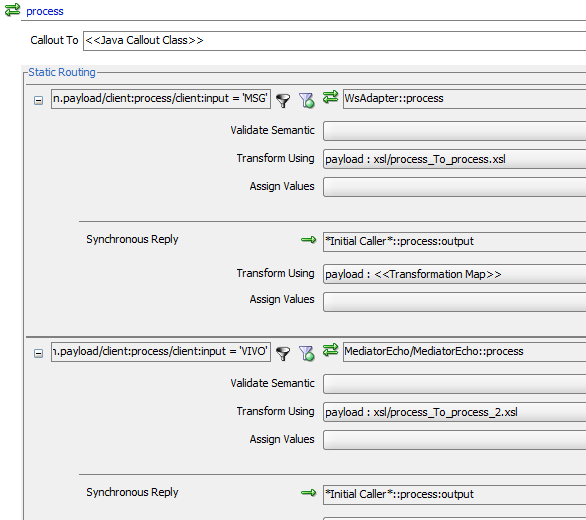 process
Callout To <<Java Callout Class>>
Static Routing
n.payload/client:process/client:input = 'MSG' WsAdapter::process
Validate Semantic
Transform Using payload : xsl/process_To_process.xsl
Assign Values
Synchronous Reply *Initial Caller*::process:output
Transform Using payload : <<Transformation Map>>
Assign Values
n.payload/client:process/client:input = 'VIVO' MediatorEcho/MediatorEcho::process
Validate Semantic
Transform Using payload : xsl/process_To_process_2.xsl
Assign Values
Synchronous Reply *Initial Caller*::process:output